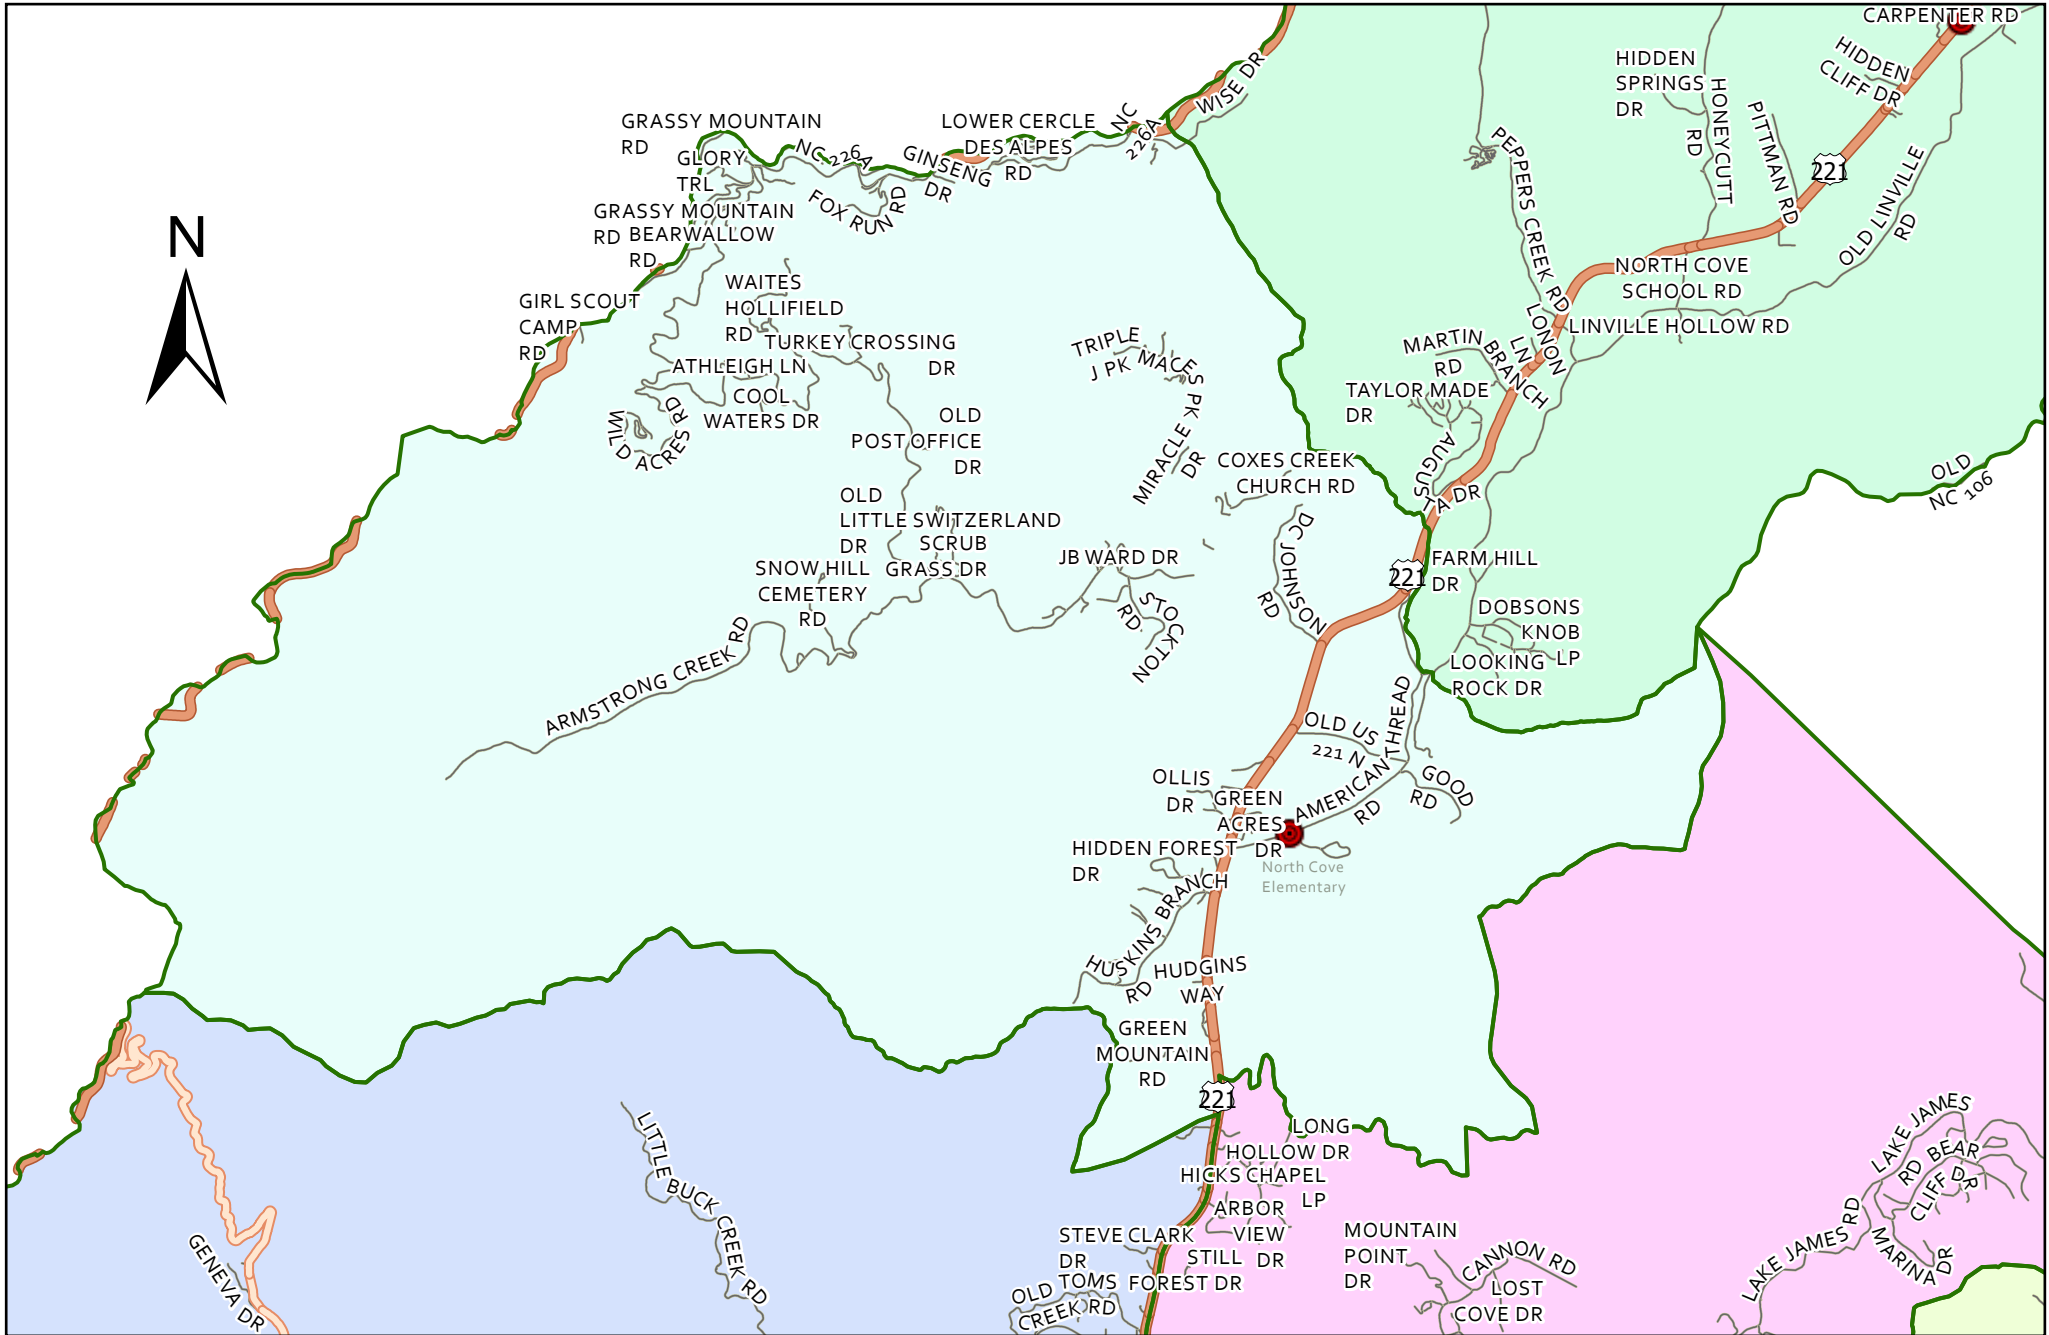 CARPENTER RD
HIDDEN
CLIFF DR
HIDDEN
SPRINGS
DR
HONEYCUTT
RD
PITTMAN RD
221
OLD LINVILLE
RD
WISE DR
NC
226A
LOWER CERCLE
DES ALPES
RD
GRASSY MOUNTAIN
RD
GLORY
TRL
NC 226A
GINSENG
DR
FOX RUN RD
GRASSY MOUNTAIN
RD
BEARWALLOW
RD
N
PEPPERS CREEK RD
NORTH COVE
SCHOOL RD
LINVILLE HOLLOW RD
LONON
LN
LONON
MARTIN
RD
BRANCH
TAYLOR MADE
DR
GIRL SCOUT
CAMP
RD
WAITES
HOLLIFIELD
RD
TURKEY CROSSING
DR
ATHLEIGH LN
COOL
WATERS DR
WILD ACRES RD
TRIPLE
J PK
MACES PK
MIRACLE
DR
OLD
POST OFFICE
DR
COXES CREEK
CHURCH RD
AUGUSTA DR
OLD
NC 106
OLD
LITTLE SWITZERLAND
DR
SCRUB
GRASS DR
SNOW HILL
CEMETERY
RD
JB WARD DR
STOCKTON
RD
DC JOHNSON
RD
221
FARM HILL
DR
DOBSONS
KNOB
LP
LOOKING
ROCK DR
ARMSTRONG CREEK RD
OLD US
221 N
AMERICAN THREAD
RD
GOOD
RD
OLLIS
DR
GREEN
ACRES
DR
North Cove
Elementary
HIDDEN FOREST
DR
HUSKINS BRANCH
RD
HUDGINS
WAY
GREEN
MOUNTAIN
RD
221
LONG
HOLLOW DR
HICKS CHAPEL
LP
ARBOR
VIEW
DR
STEVE CLARK
DR
STILL
FOREST DR
OLD TOMS
CREEK RD
MOUNTAIN
POINT
DR
CANNON RD
LOST
COVE DR
LAKE JAMES
RD
BEAR
CLIFF DR
LAKE JAMES RD
MARINA
DR
LITTLE BUCK CREEK RD
GENEVA DR